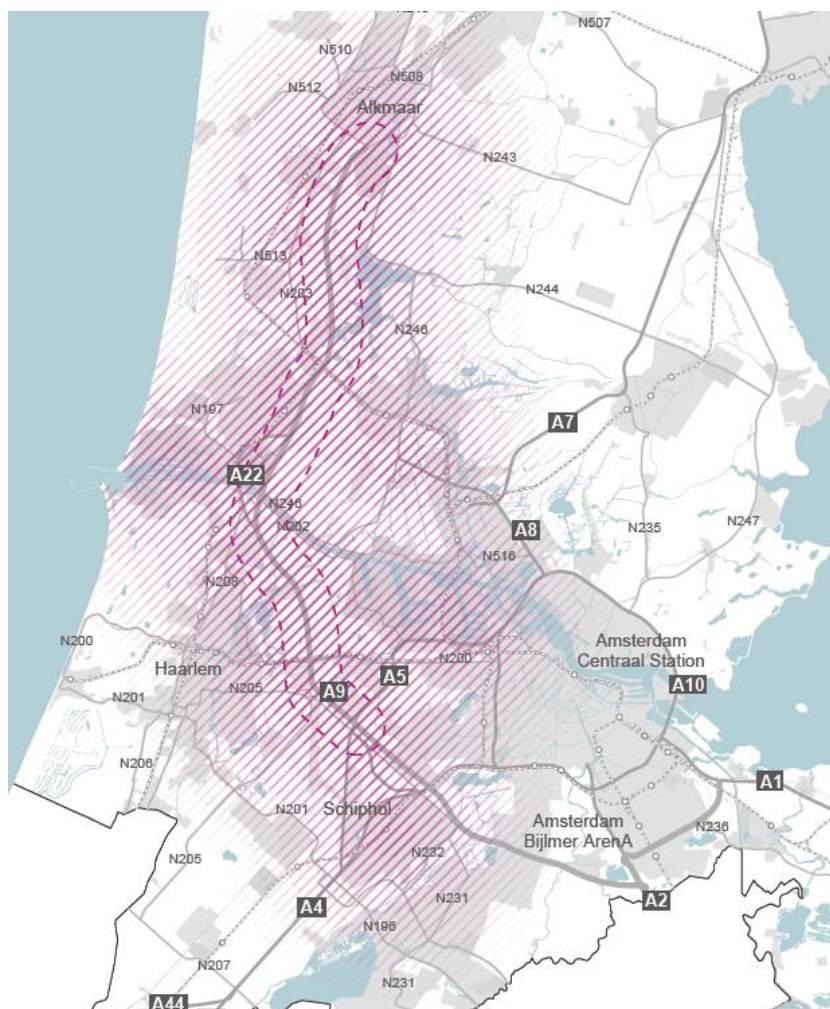 N507
N510
N508
N512
Alkmaar
N243
N513
N203
N244
N246
N197
A7
A22
N246
N202
A8
N516
N235
N247
N208
N200
Haarlem
N200
Amsterdam
Centraal Station
A5
A10
N201
N205
A9
N206
Schiphol
N201
A1
Amsterdam
Bijlmer ArenA
N236
N205
N232
N231
A2
A4
N196
N207
N231
A44